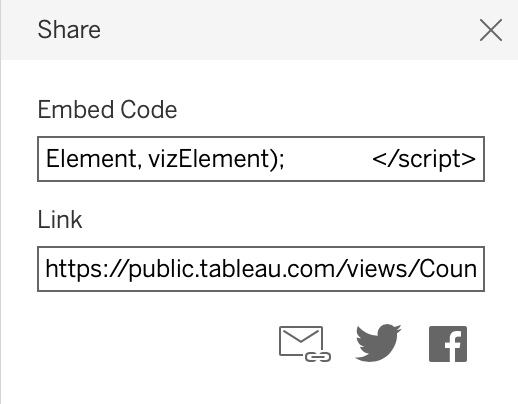 Share
Embed Code
Element, vizElement); </script>
Link
https://public.tableau.com/views/Coun